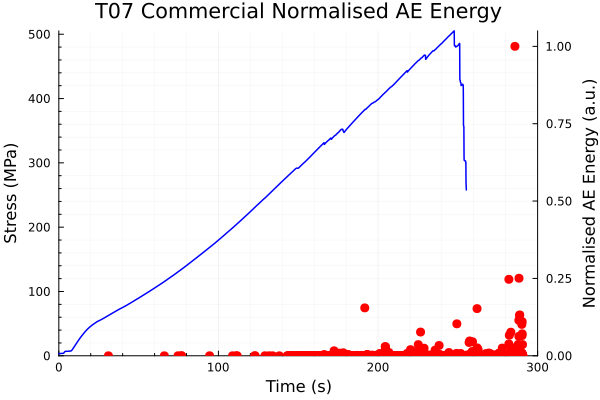 T07 Commercial Normalised AE Energy
500
400
300
200
100
0
Stress (MPa)
1.00
0.75
0.50
0.25
0.00
Normalised AE Energy (a.u.)
0 100 200 300
Time (s)